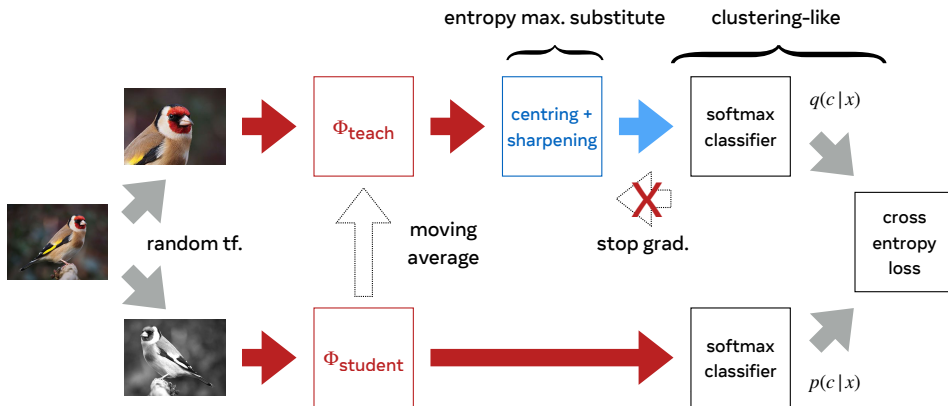 entropy max. substitute
clustering-like
Φteach
centring +
sharpening
softmax
classifier
q(c|x)
random tf.
moving
average
X
stop grad.
cross
entropy
loss
Φstudent
softmax
classifier
p(c|x)